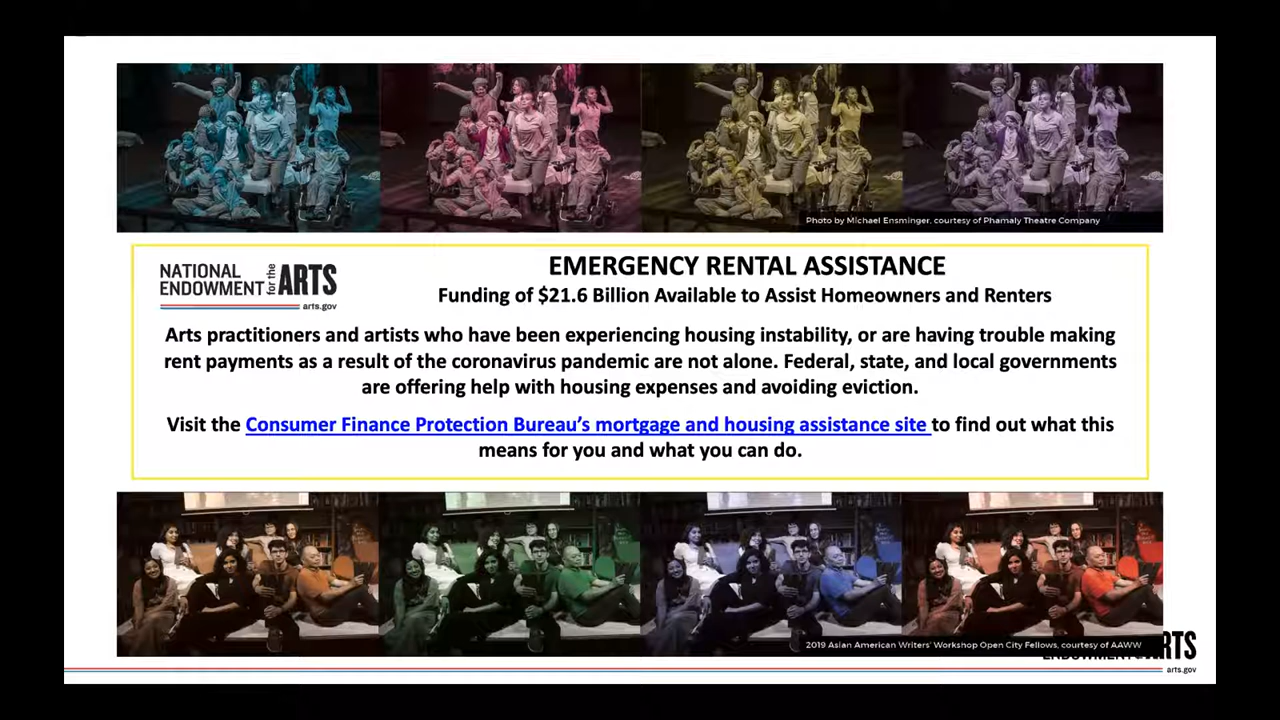 Photo by Michael Ensminger, courtesy of Phamaly Theatre Company
NATIONAL
ENDOWMENT for the ARTS
arts.gov
EMERGENCY RENTAL ASSISTANCE
Funding of $21.6 Billion Available to Assist Homeowners and Renters
Arts practitioners and artists who have been experiencing housing instability, or are having trouble making
rent payments as a result of the coronavirus pandemic are not alone. Federal, state, and local governments
are offering help with housing expenses and avoiding eviction.
Visit the Consumer Finance Protection Bureau’s mortgage and housing assistance site to find out what this
means for you and what you can do.
2019 Asian American Writers’ Workshop Open City Fellows, courtesy of AAWW
arts.gov